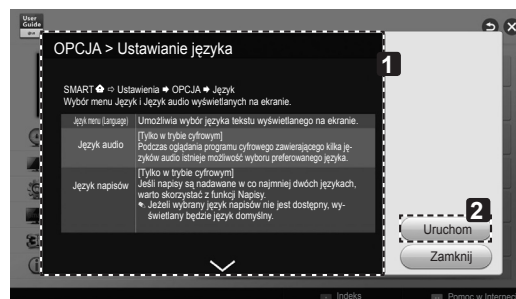 User
Guide
OPCJA > Ustawianie języka
1
SMART ⇨ Ustawienia ➡ OPCJA ➡ Język
Wybór menu Język i Język audio wyświetlanych na ekranie.
Język menu (Language) Umożliwia wybór języka tekstu wyświetlanego na ekranie.
Język audio
[Tylko w trybie cyfrowym]
Podczas oglądania programu cyfrowego zawierającego kilka ję-
zyków audio istnieje możliwość wyboru preferowanego języka.
Język napisów
[Tylko w trybie cyfrowym]
Jeśli napisy są nadawane w co najmniej dwóch językach,
warto skorzystać z funkcji Napisy.
Jeżeli wybrany język napisów nie jest dostępny, wy-
świetlany będzie język domyślny.
2
Uruchom
Zamknij
Indeks
Pomoc w Internec